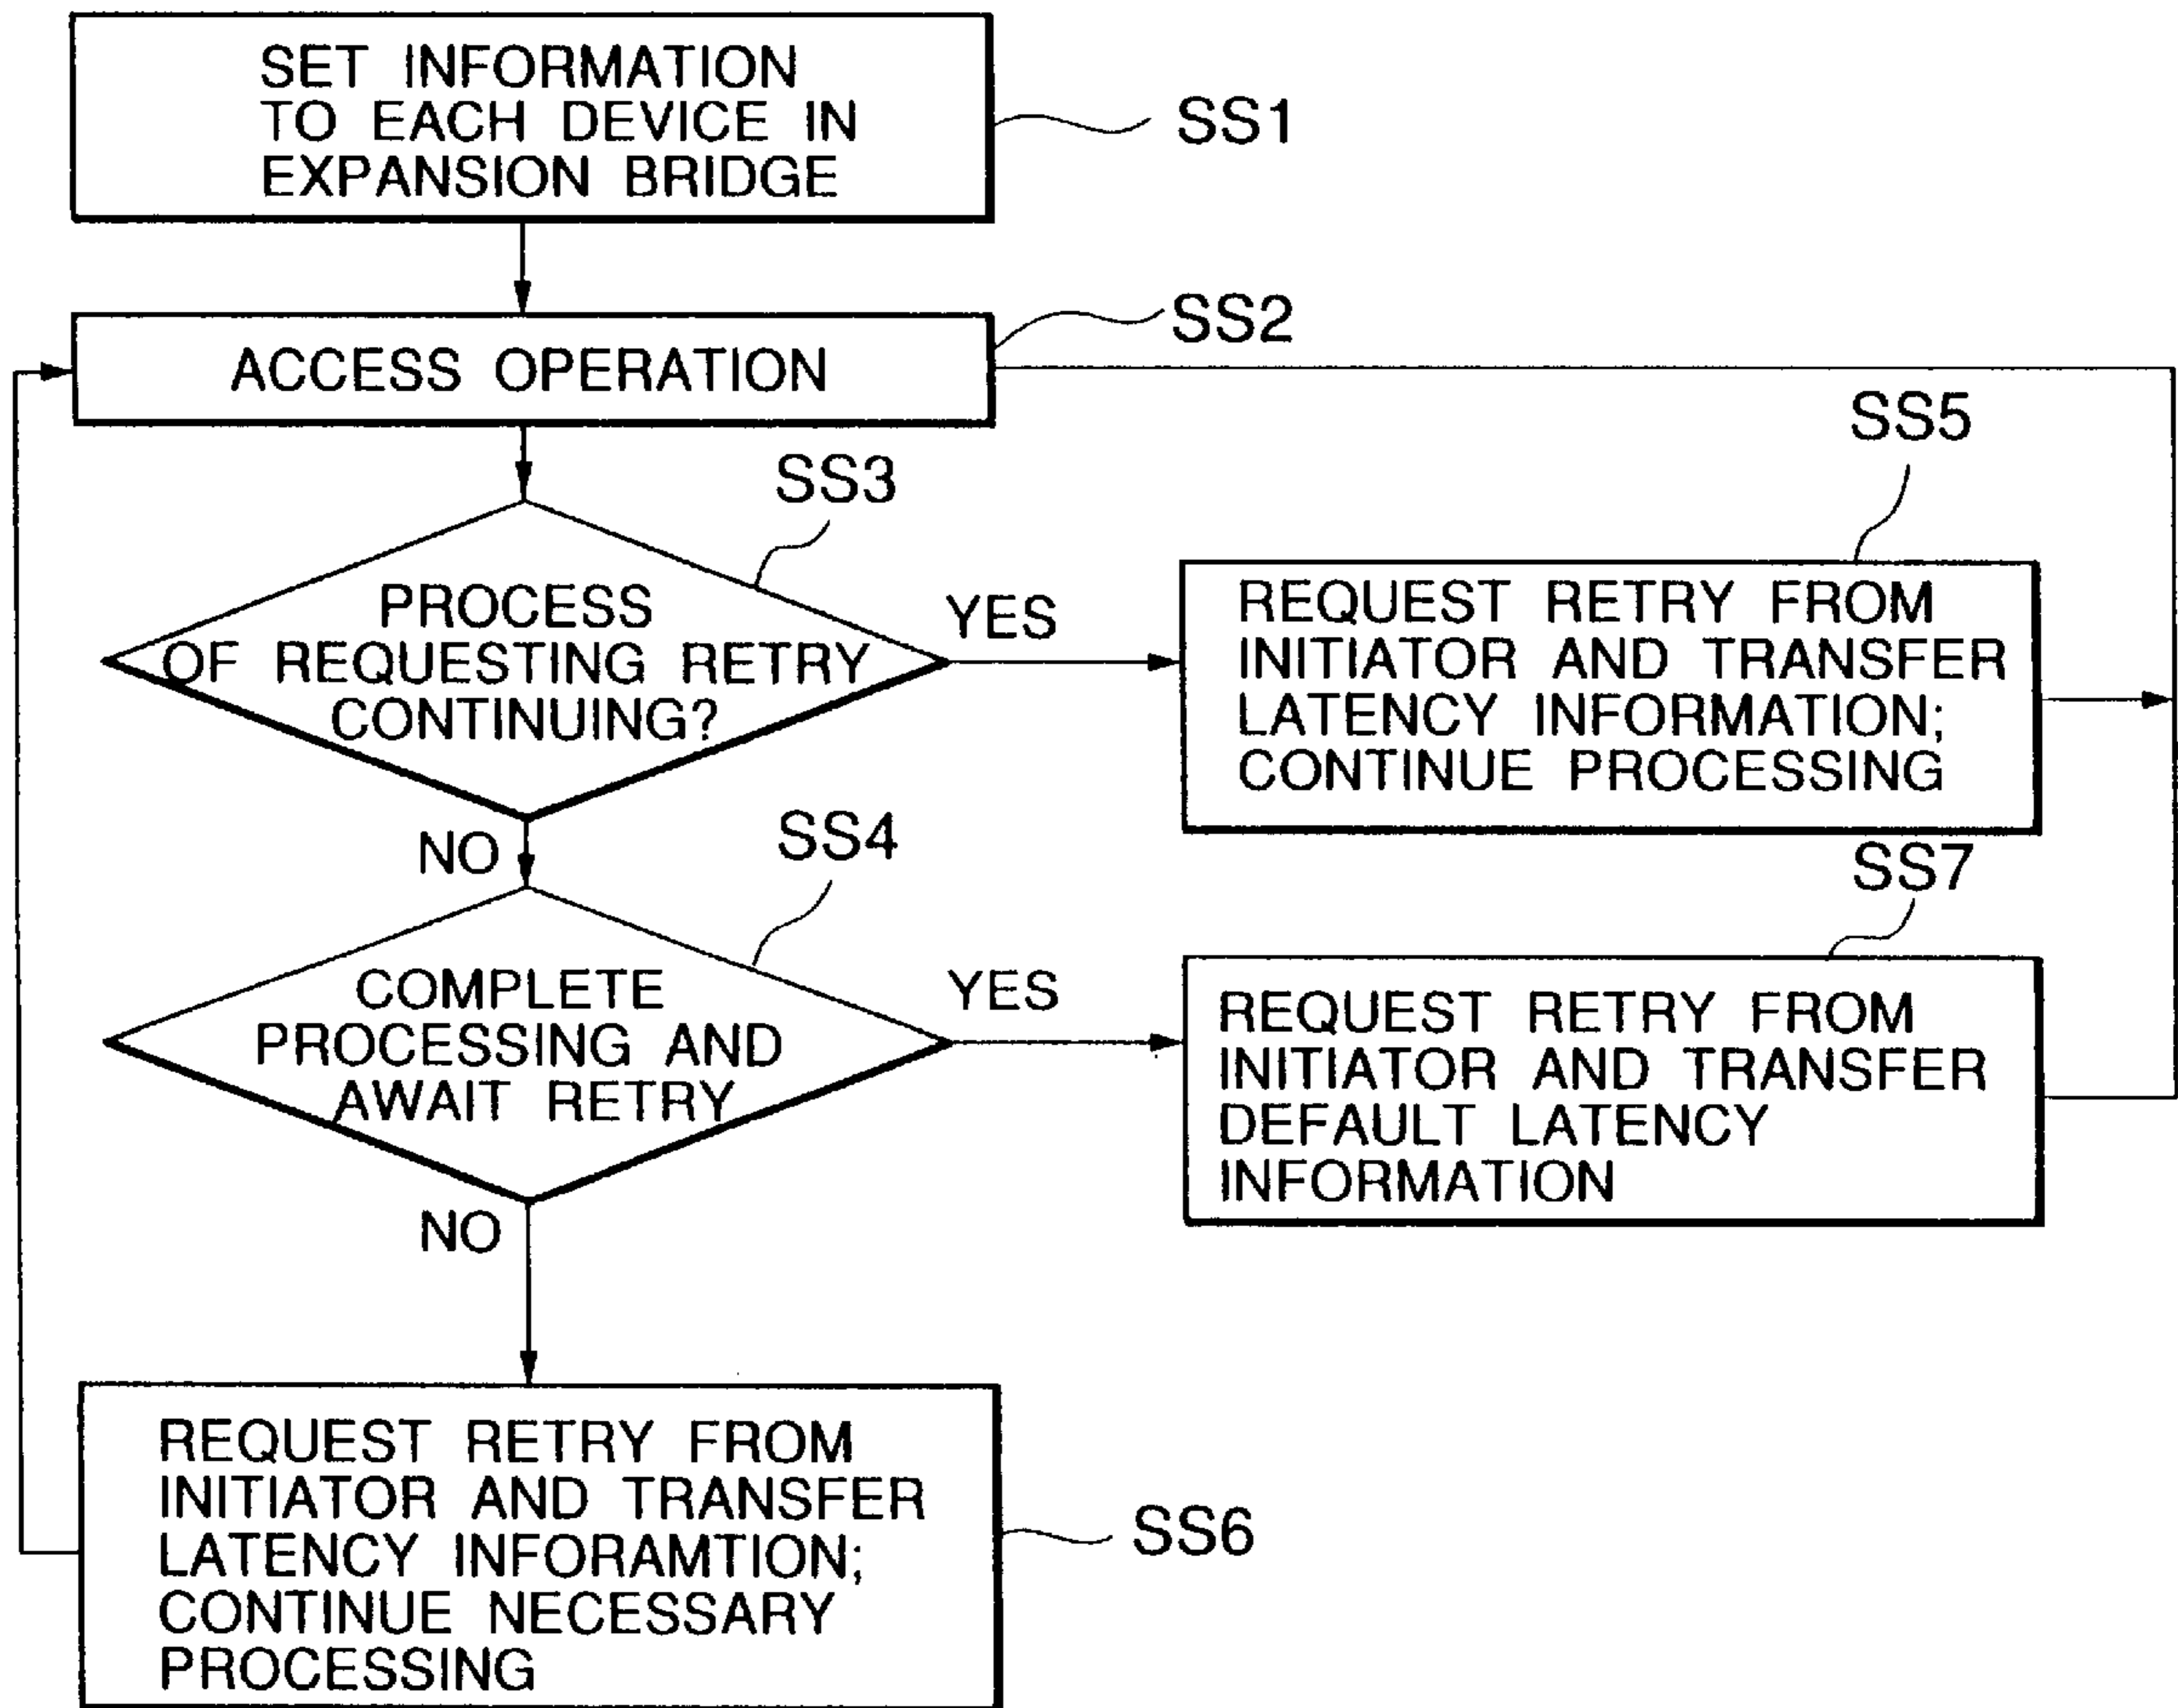 SET INFORMATION
TO EACH DEVICE IN
EXPANSION BRIDGE
SS1
ACCESS OPERATION
SS2
PROCESS
OF REQUESTING RETRY
CONTINUING?
SS3
YES
NO
REQUEST RETRY FROM
INITIATOR AND TRANSFER
LATENCY INFORMATION;
CONTINUE PROCESSING
SS5
COMPLETE
PROCESSING AND
AWAIT RETRY
SS4
YES
NO
REQUEST RETRY FROM
INITIATOR AND TRANSFER
DEFAULT LATENCY
INFORMATION
SS7
REQUEST RETRY FROM
INITIATOR AND TRANSFER
LATENCY INFORAMTION;
CONTINUE NECESSARY
PROCESSING
SS6